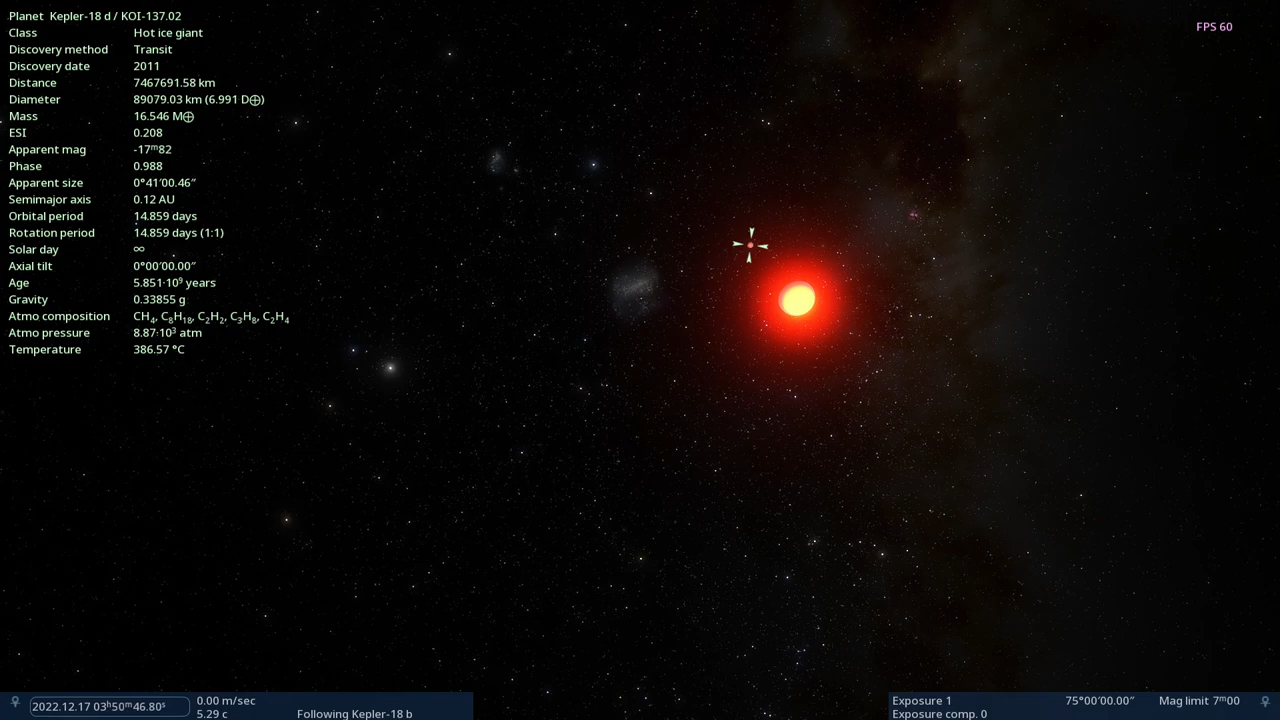 Planet Kepler-18 d / KOI-137.02
Class Hot ice giant
Discovery method Transit
Discovery date 2011
Distance 7467691.58 km
Diameter 89079.03 km (6.991 D⊕)
Mass 16.546 M⊕
ESI 0.208
Apparent mag -17ᵐ82
Phase 0.988
Apparent size 0°41′00.46″
Semimajor axis 0.12 AU
Orbital period 14.859 days
Rotation period 14.859 days (1:1)
Solar day ∞
Axial tilt 0°00′00.00″
Age 5.851·10⁹ years
Gravity 0.33855 g
Atmo composition CH₄, C₈H₁₈, C₂H₂, C₃H₈, C₂H₄
Atmo pressure 8.87·10³ atm
Temperature 386.57 °C
FPS 60
2022.12.17 03ʰ50ᵐ46.80ˢ
0.00 m/sec
5.29 c Following Kepler-18 b
Exposure 1 75°00′00.00″ Mag limit 7ᵐ00
Exposure comp. 0